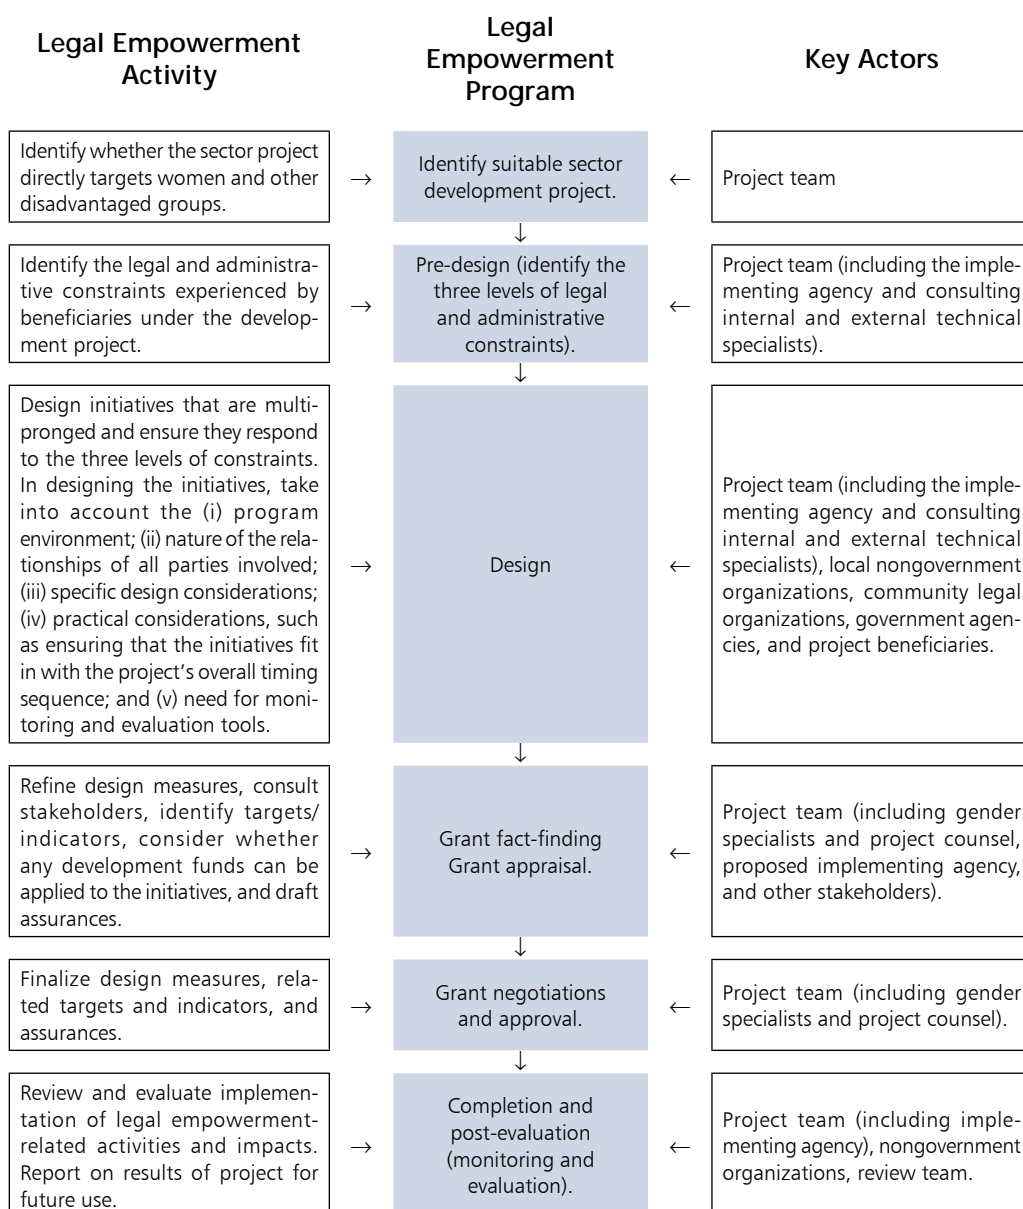 Legal Empowerment
Activity
Legal
Empowerment
Program
Key Actors
Identify whether the sector project
directly targets women and other
disadvantaged groups.
→
Identify suitable sector
development project.
←
Project team
↓
Identify the legal and administra-
tive constraints experienced by
beneficiaries under the develop-
ment project.
→
Pre-design (identify the
three levels of legal
and administrative
constraints).
←
Project team (including the imple-
menting agency and consulting
internal and external technical
specialists).
↓
Design initiatives that are multi-
pronged and ensure they respond
to the three levels of constraints.
In designing the initiatives, take
into account the (i) program
environment; (ii) nature of the rela-
tionships of all parties involved;
(iii) specific design considerations;
(iv) practical considerations, such
as ensuring that the initiatives fit
in with the project's overall timing
sequence; and (v) need for moni-
toring and evaluation tools.
→
Design
←
Project team (including the imple-
menting agency and consulting
internal and external technical
specialists), local nongovernment
organizations, community legal
organizations, government agen-
cies, and project beneficiaries.
↓
Refine design measures, consult
stakeholders, identify targets/
indicators, consider whether
any development funds can be
applied to the initiatives, and draft
assurances.
→
Grant fact-finding
Grant appraisal.
←
Project team (including gender
specialists and project counsel,
proposed implementing agency,
and other stakeholders).
↓
Finalize design measures, rela-
ted targets and indicators, and
assurances.
→
Grant negotiations
and approval.
←
Project team (including gender
specialists and project counsel).
↓
Review and evaluate implemen-
tation of legal empowerment-
related activities and impacts.
Report on results of project for
future use.
→
Completion and
post-evaluation
(monitoring and
evaluation).
←
Project team (including imple-
menting agency), nongovernment
organizations, review team.